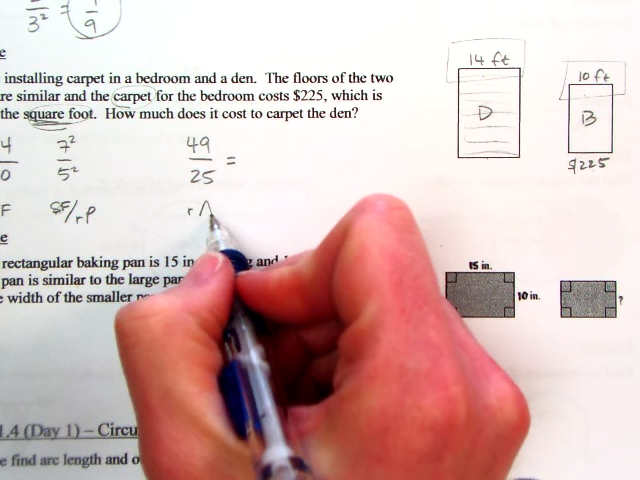 3² = 1/9
e
installing carpet in a bedroom and a den. The floors of the two
re similar and the carpet for the bedroom costs $225, which is
the square foot. How much does it cost to carpet the den?
14 ft
D
10 ft
B
$225
4/0 7²/5² 49/25 =
F SF/rP r
e
rectangular baking pan is 15 in and
pan is similar to the large pan
e width of the smaller
15 in.
10 in.
?
1.4 (Day 1) – Circu
e find arc length and